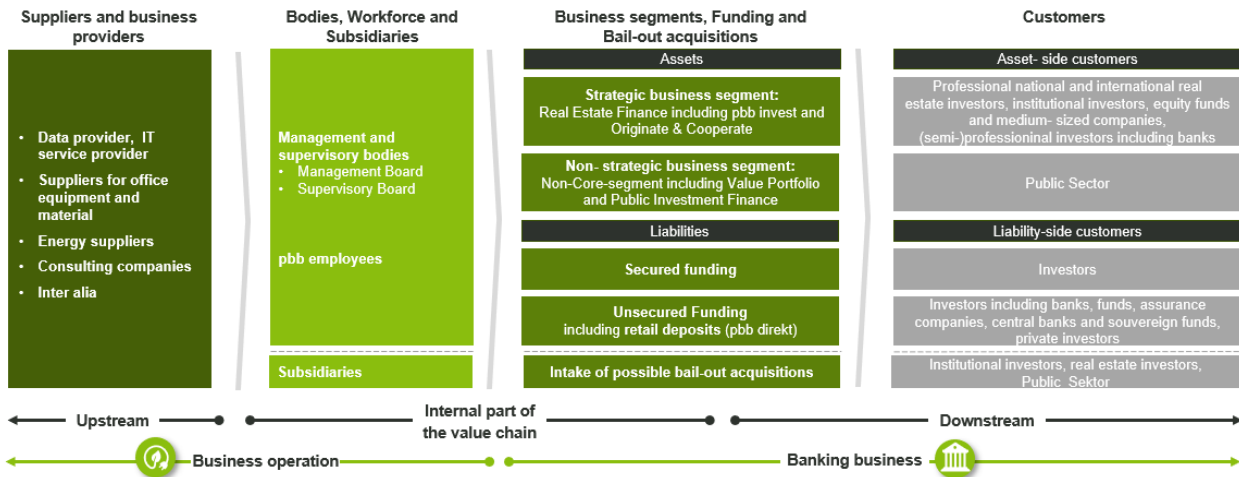 Suppliers and business
providers
• Data provider, IT
service provider
• Suppliers for office
equipment and
material
• Energy suppliers
• Consulting companies
• Inter alia
Bodies, Workforce and
Subsidiaries
Management and
supervisory bodies
• Management Board
• Supervisory Board
pbb employees
Subsidiaries
Business segments, Funding and
Bail-out acquisitions
Assets
Strategic business segment:
Real Estate Finance including pbb invest and
Originate & Cooperate
Non- strategic business segment:
Non-Core-segment including Value Portfolio
and Public Investment Finance
Liabilities
Secured funding
Unsecured Funding
including retail deposits (pbb direkt)
Intake of possible bail-out acquisitions
Customers
Asset- side customers
Professional national and international real
estate investors, institutional investors, equity funds
and medium- sized companies,
(semi-)professioninal investors including banks
Public Sector
Liability-side customers
Investors
Investors including banks, funds, assurance
companies, central banks and souvereign funds,
private investors
Institutional investors, real estate investors,
Public Sektor
Upstream
Internal part of
the value chain
Downstream
Business operation
Banking business